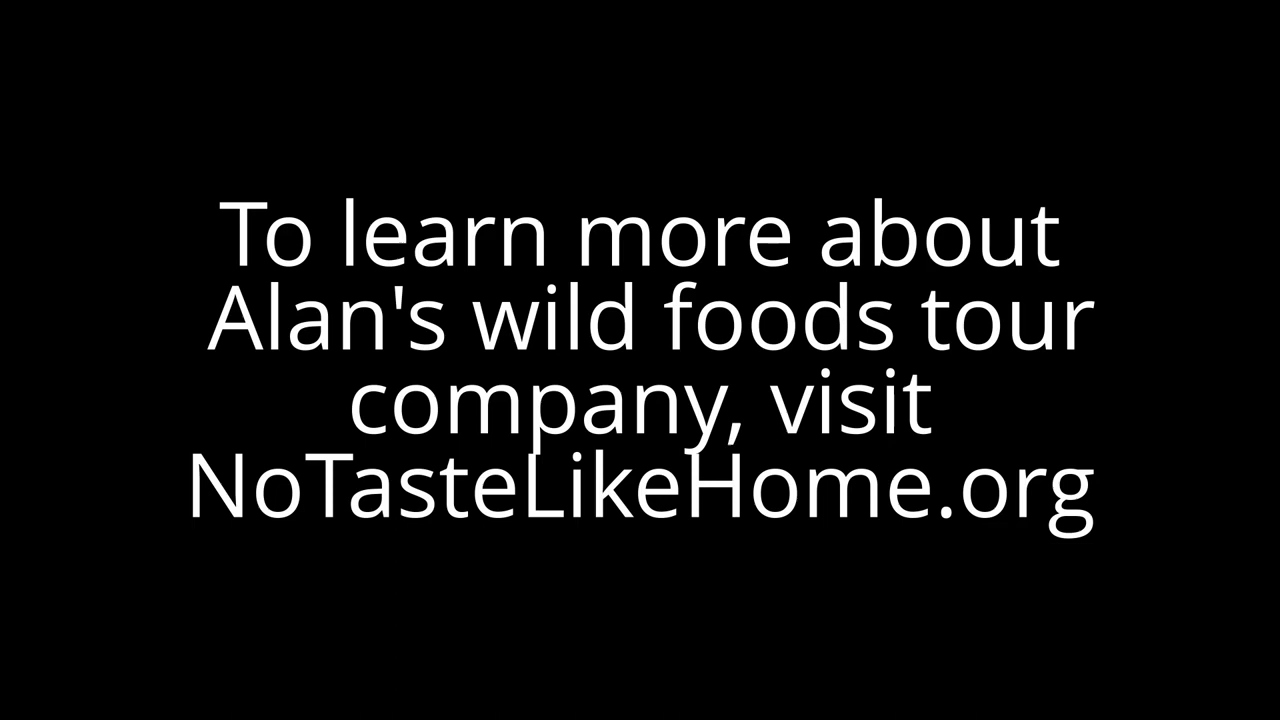 To learn more about
Alan's wild foods tour
company, visit
NoTasteLikeHome.org